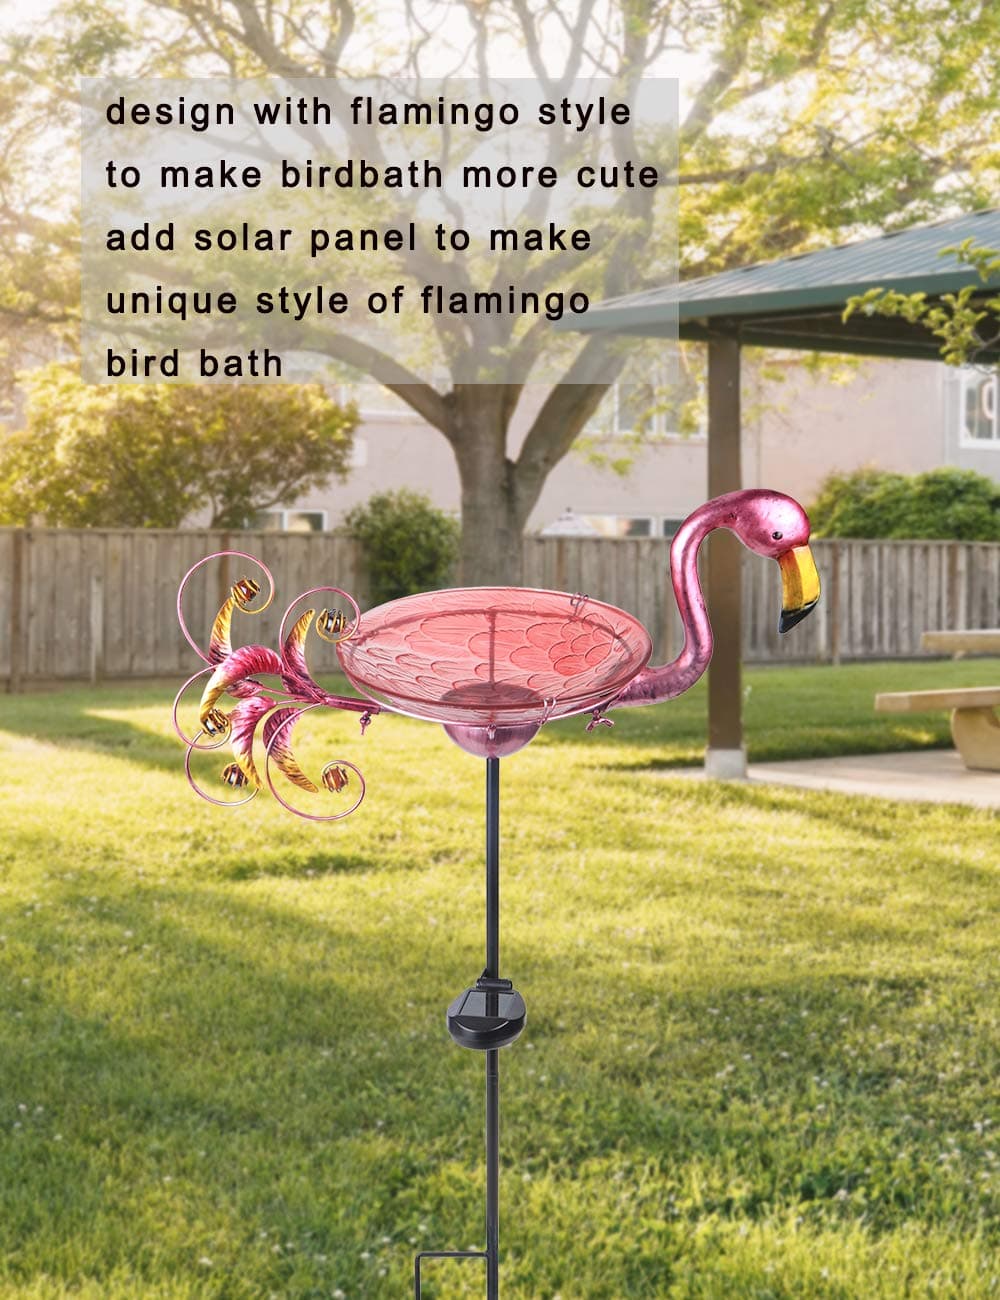 design with flamingo style
to make birdbath more cute
add solar panel to make
unique style of flamingo
bird bath